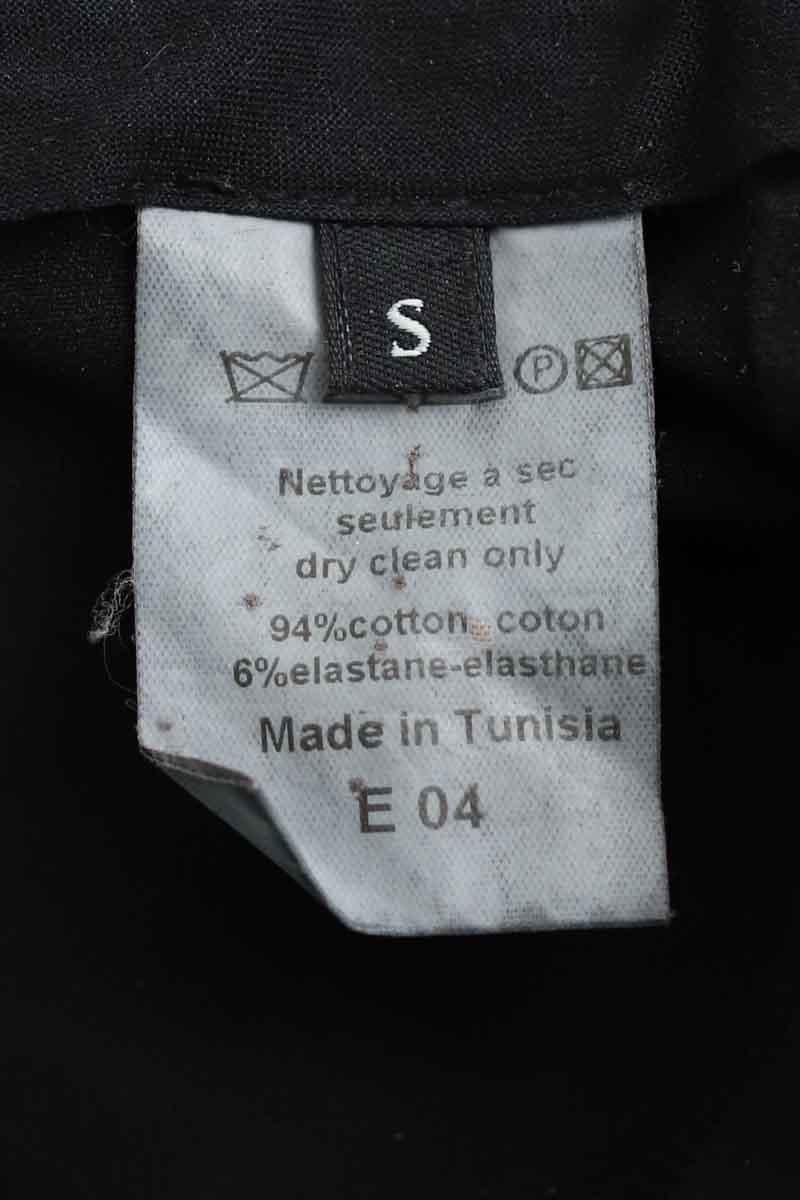 S
P
Nettoyage à sec
seulement
dry clean only
94%cotton coton
6%elastane-elasthane
Made in Tunisia
E 04